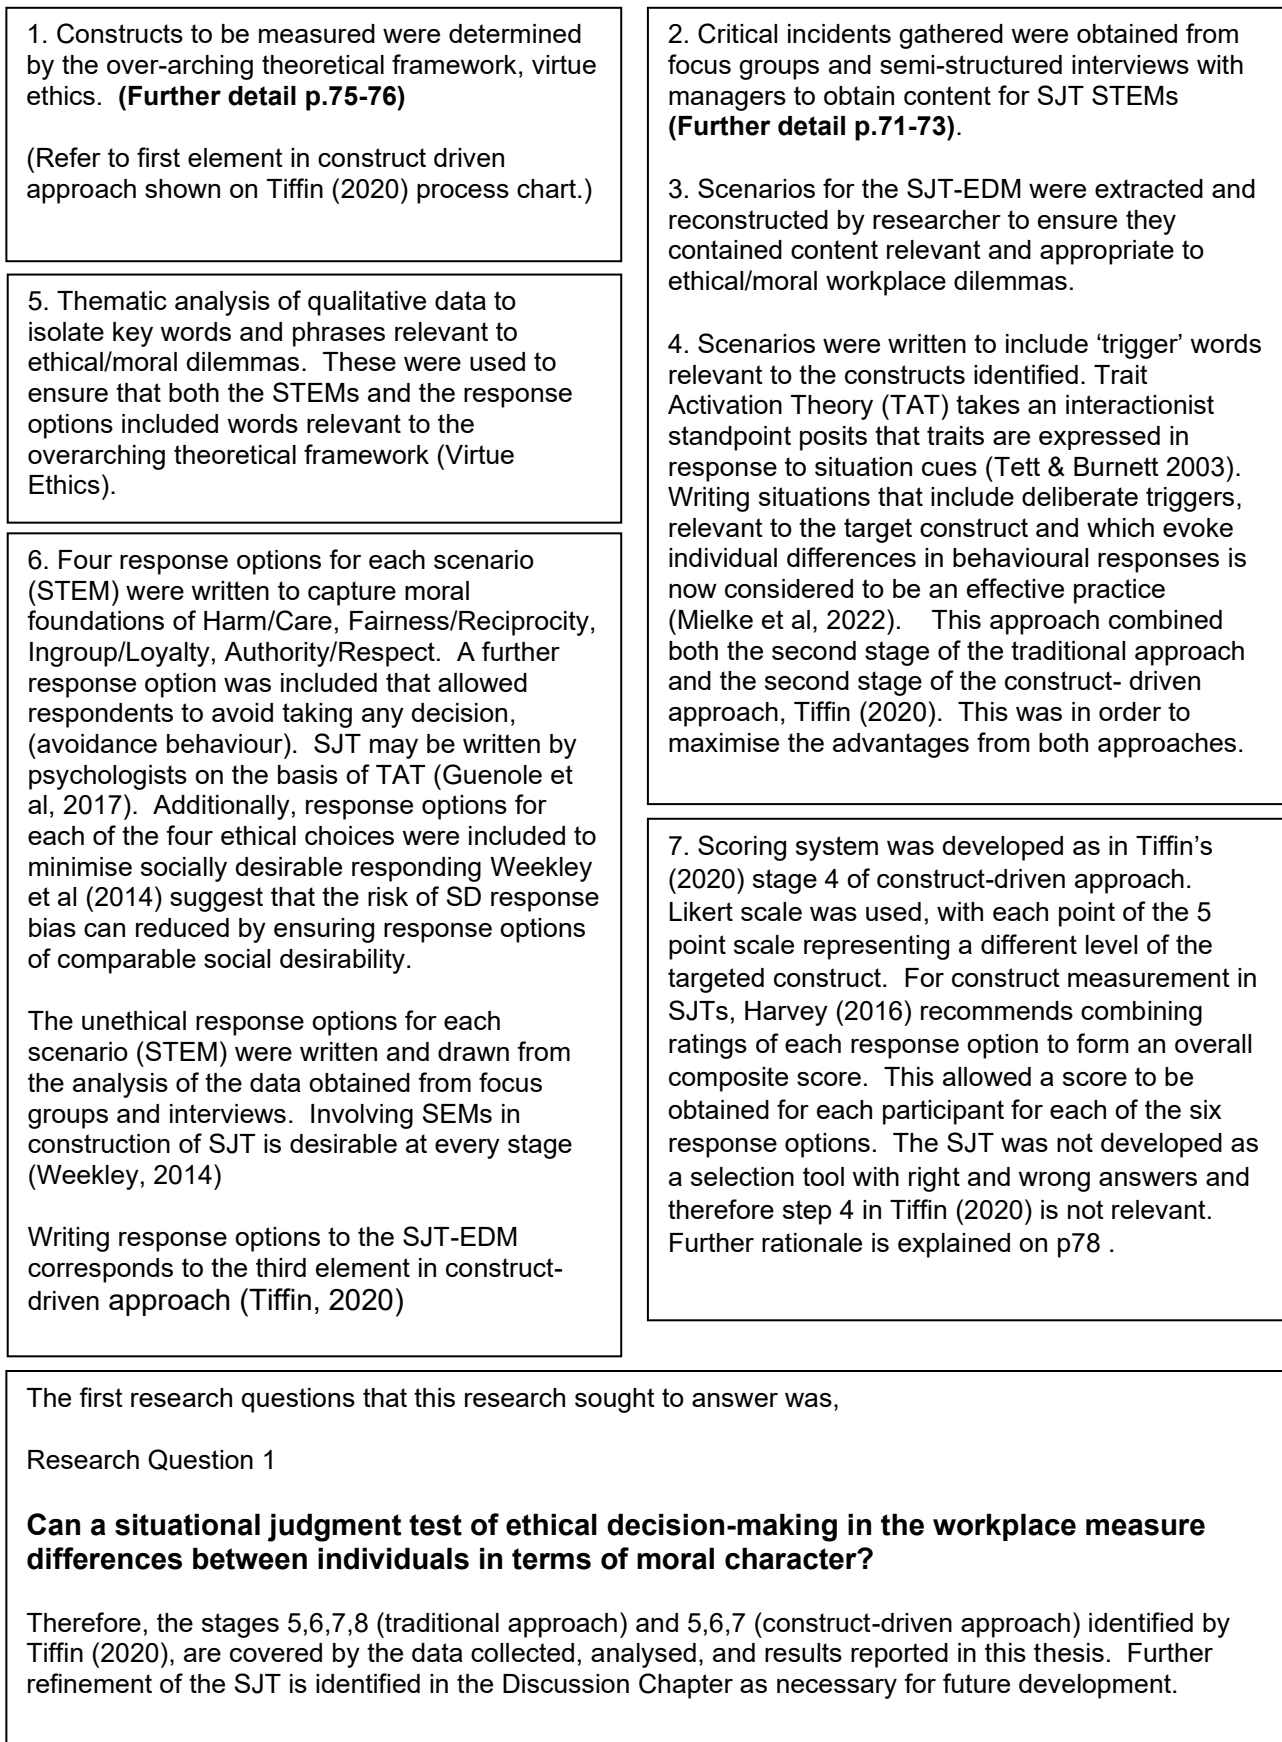 1. Constructs to be measured were determined
by the over-arching theoretical framework, virtue
ethics.  (Further detail p.75-76)
(Refer to first element in construct driven
approach shown on Tiffin (2020) process chart.)
2. Critical incidents gathered were obtained from
focus groups and semi-structured interviews with
managers to obtain content for SJT STEMs
(Further detail p.71-73).
3. Scenarios for the SJT-EDM were extracted and
reconstructed by researcher to ensure they
contained content relevant and appropriate to
ethical/moral workplace dilemmas.
4. Scenarios were written to include ‘trigger’ words
relevant to the constructs identified. Trait
Activation Theory (TAT) takes an interactionist
standpoint posits that traits are expressed in
response to situation cues (Tett & Burnett 2003).
Writing situations that include deliberate triggers,
relevant to the target construct and which evoke
individual differences in behavioural responses is
now considered to be an effective practice
(Mielke et al, 2022).    This approach combined
both the second stage of the traditional approach
and the second stage of the construct- driven
approach, Tiffin (2020).  This was in order to
maximise the advantages from both approaches.
5. Thematic analysis of qualitative data to
isolate key words and phrases relevant to
ethical/moral dilemmas.  These were used to
ensure that both the STEMs and the response
options included words relevant to the
overarching theoretical framework (Virtue
Ethics).
6. Four response options for each scenario
(STEM) were written to capture moral
foundations of Harm/Care, Fairness/Reciprocity,
Ingroup/Loyalty, Authority/Respect.  A further
response option was included that allowed
respondents to avoid taking any decision,
(avoidance behaviour).  SJT may be written by
psychologists on the basis of TAT (Guenole et
al, 2017).  Additionally, response options for
each of the four ethical choices were included to
minimise socially desirable responding Weekley
et al (2014) suggest that the risk of SD response
bias can reduced by ensuring response options
of comparable social desirability.
The unethical response options for each
scenario (STEM) were written and drawn from
the analysis of the data obtained from focus
groups and interviews.  Involving SEMs in
construction of SJT is desirable at every stage
(Weekley, 2014)
Writing response options to the SJT-EDM
corresponds to the third element in construct-
driven approach (Tiffin, 2020)
7. Scoring system was developed as in Tiffin’s
(2020) stage 4 of construct-driven approach.
Likert scale was used, with each point of the 5
point scale representing a different level of the
targeted construct.  For construct measurement in
SJTs, Harvey (2016) recommends combining
ratings of each response option to form an overall
composite score.  This allowed a score to be
obtained for each participant for each of the six
response options.  The SJT was not developed as
a selection tool with right and wrong answers and
therefore step 4 in Tiffin (2020) is not relevant.
Further rationale is explained on p78 .
The first research questions that this research sought to answer was,
Research Question 1
Can a situational judgment test of ethical decision-making in the workplace measure
differences between individuals in terms of moral character?
Therefore, the stages 5,6,7,8 (traditional approach) and 5,6,7 (construct-driven approach) identified by
Tiffin (2020), are covered by the data collected, analysed, and results reported in this thesis.  Further
refinement of the SJT is identified in the Discussion Chapter as necessary for future development.